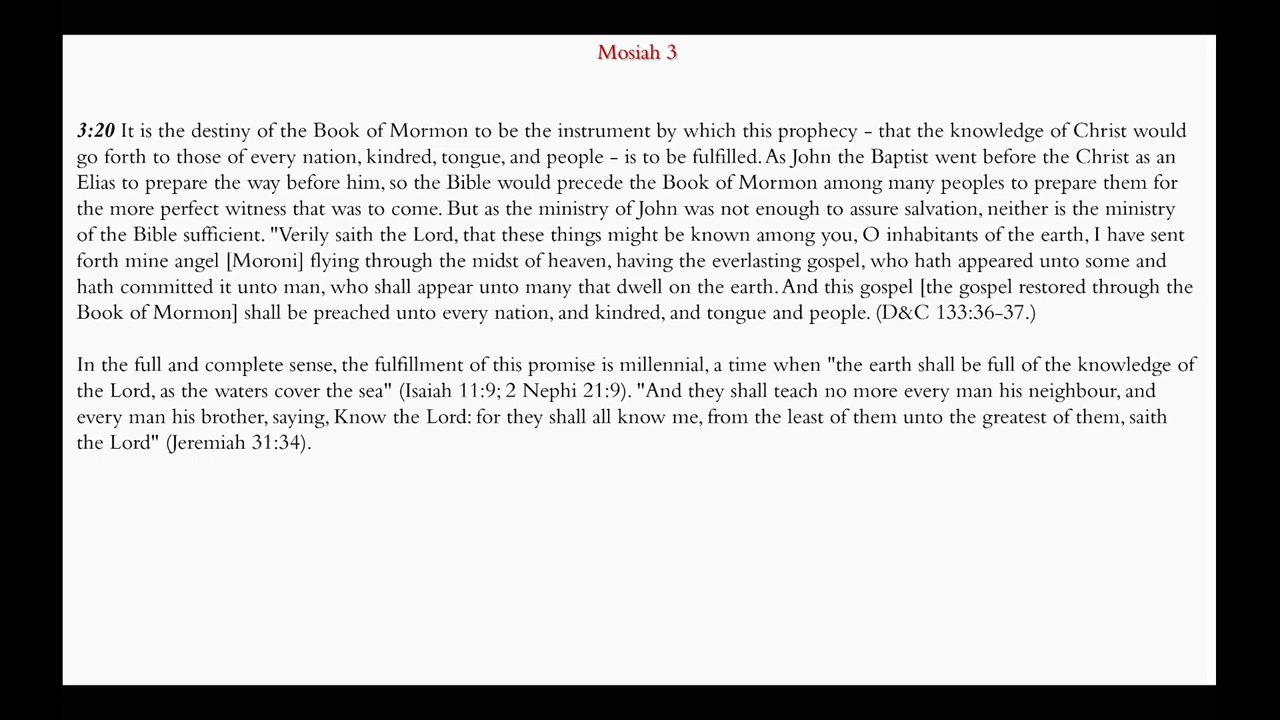 Mosiah 3
3:20 It is the destiny of the Book of Mormon to be the instrument by which this prophecy - that the knowledge of Christ would
go forth to those of every nation, kindred, tongue, and people - is to be fulfilled. As John the Baptist went before the Christ as an
Elias to prepare the way before him, so the Bible would precede the Book of Mormon among many peoples to prepare them for
the more perfect witness that was to come. But as the ministry of John was not enough to assure salvation, neither is the ministry
of the Bible sufficient. "Verily saith the Lord, that these things might be known among you, O inhabitants of the earth, I have sent
forth mine angel [Moroni] flying through the midst of heaven, having the everlasting gospel, who hath appeared unto some and
hath committed it unto man, who shall appear unto many that dwell on the earth. And this gospel [the gospel restored through the
Book of Mormon] shall be preached unto every nation, and kindred, and tongue and people. (D&C 133:36-37.)
In the full and complete sense, the fulfillment of this promise is millennial, a time when "the earth shall be full of the knowledge of
the Lord, as the waters cover the sea" (Isaiah 11:9; 2 Nephi 21:9). "And they shall teach no more every man his neighbour, and
every man his brother, saying, Know the Lord: for they shall all know me, from the least of them unto the greatest of them, saith
the Lord" (Jeremiah 31:34).